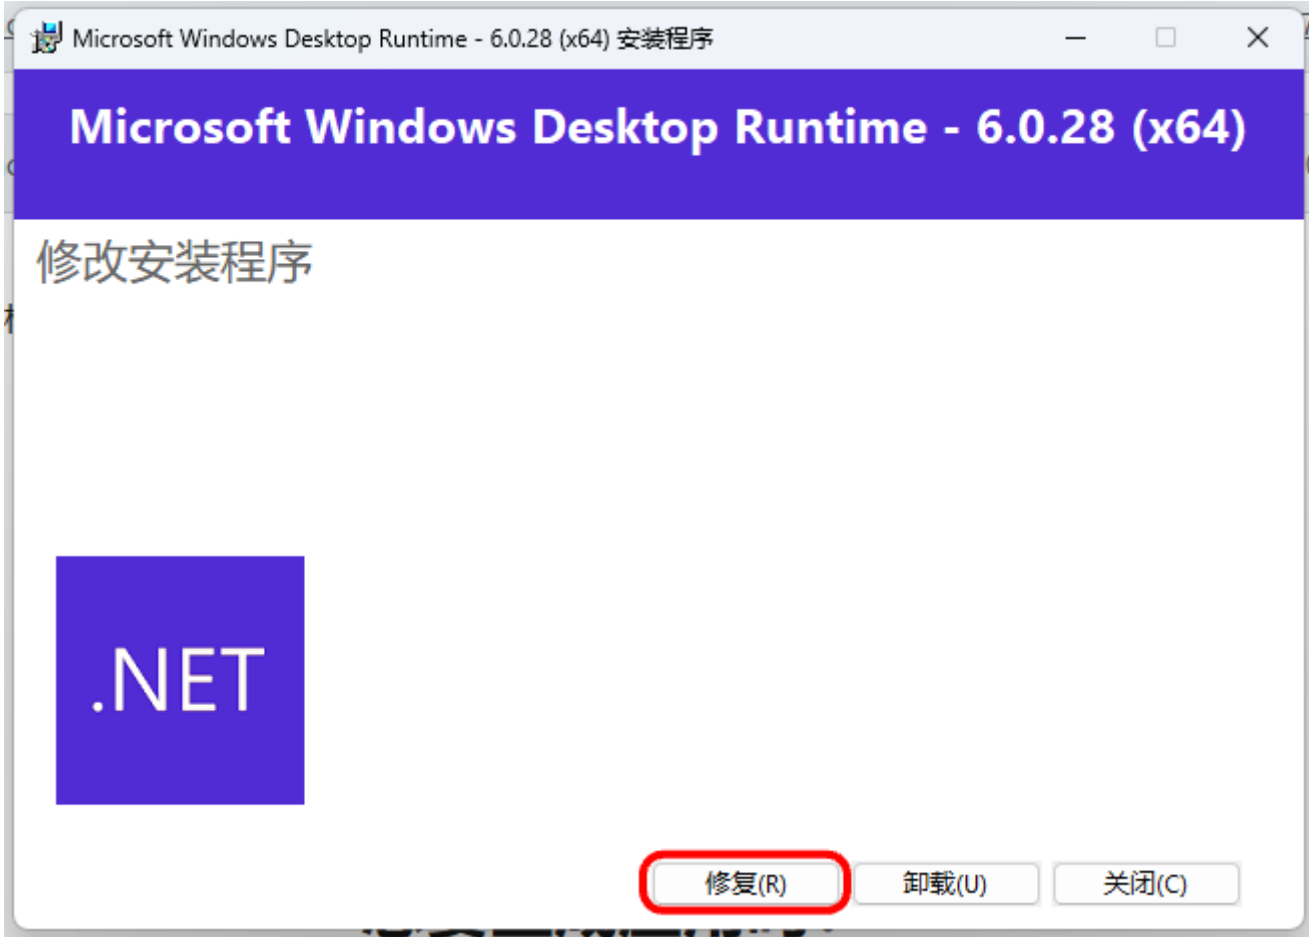 Microsoft Windows Desktop Runtime - 6.0.28 (x64) 安装程序
Microsoft Windows Desktop Runtime - 6.0.28 (x64)
修改安装程序
.NET
修复(R)
卸载(U)
关闭(C)